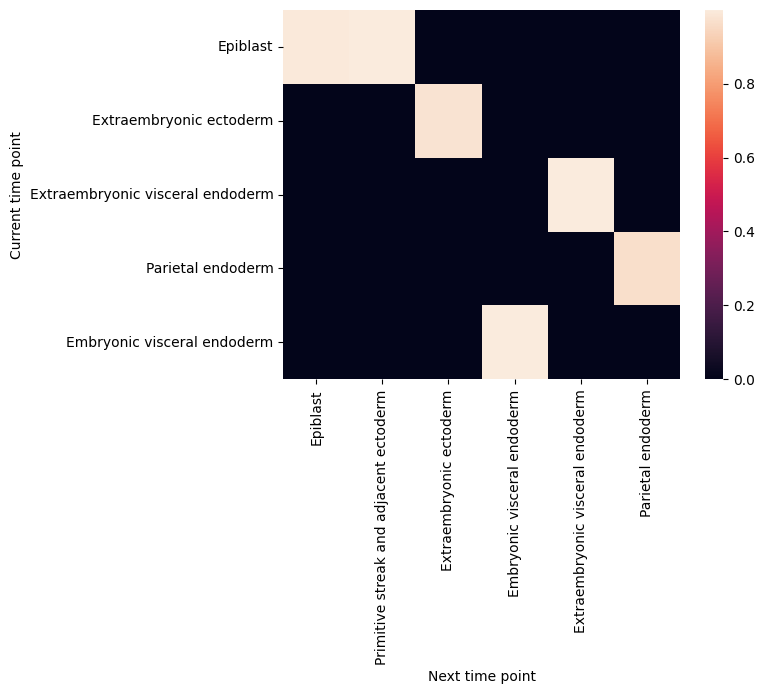 Current time point
Epiblast
Extraembryonic ectoderm
Extraembryonic visceral endoderm
Parietal endoderm
Embryonic visceral endoderm
0.8
0.6
0.4
0.2
0.0
Epiblast
Primitive streak and adjacent ectoderm
Extraembryonic ectoderm
Embryonic visceral endoderm
Extraembryonic visceral endoderm
Parietal endoderm
Next time point